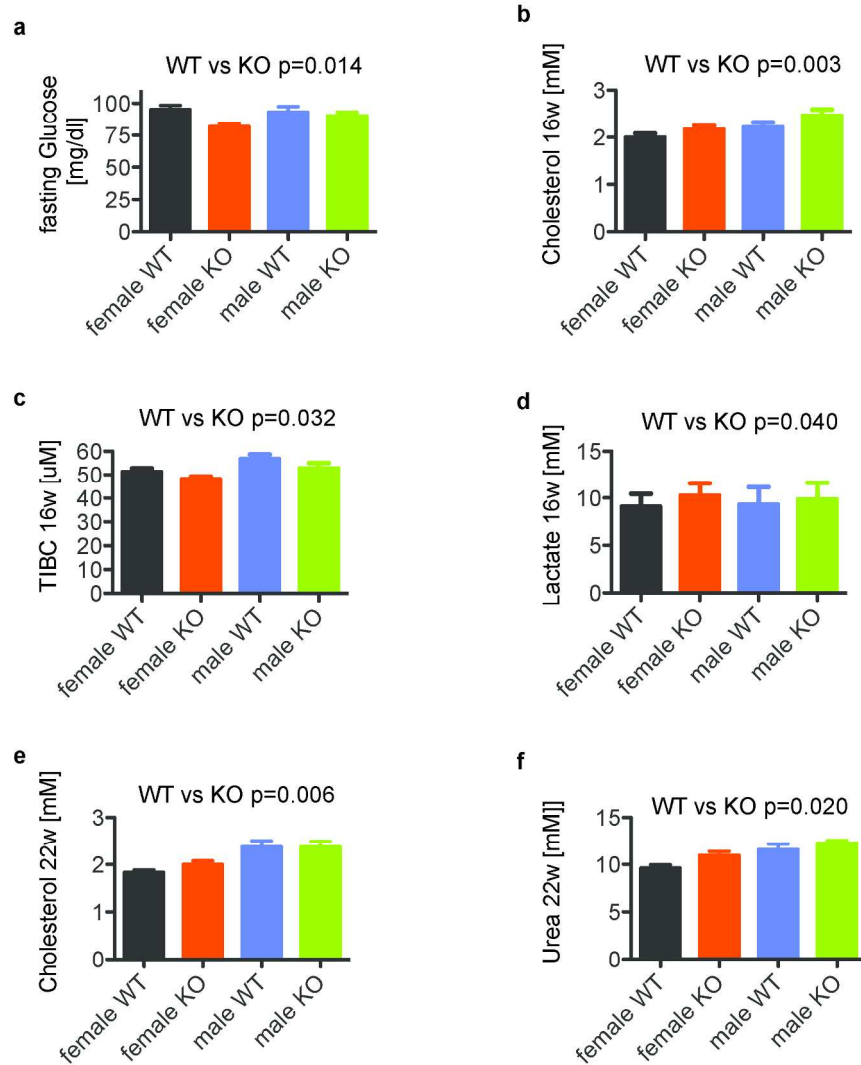 a
WT vs KO p=0.014
fasting Glucose
[mg/dl]
100
75
50
25
0
female WT
female KO
male WT
male KO
b
WT vs KO p=0.003
Cholesterol 16w [mM]
3
2
1
0
female WT
female KO
male WT
male KO
c
WT vs KO p=0.032
TIBC 16w [uM]
60
50
40
30
20
10
0
female WT
female KO
male WT
male KO
d
WT vs KO p=0.040
Lactate 16w [mM]
15
10
5
0
female WT
female KO
male WT
male KO
e
WT vs KO p=0.006
Cholesterol 22w [mM]
3
2
1
0
female WT
female KO
male WT
male KO
f
WT vs KO p=0.020
Urea 22w [mM]]
15
10
5
0
female WT
female KO
male WT
male KO